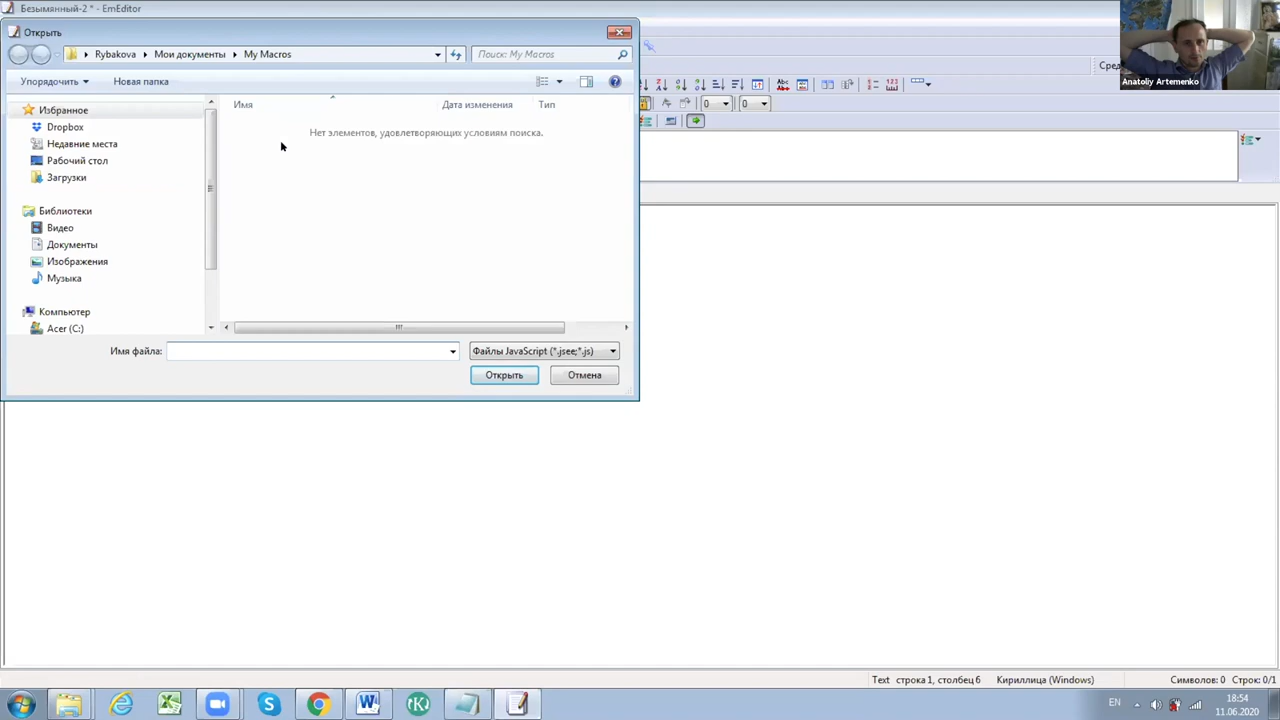 Безымянный-2 * - EmEditor
Открыть
Rybakova
Мои документы
My Macros
Поиск: My Macros
Упорядочить
Новая папка
Имя
Дата изменения
Тип
Нет элементов, удовлетворяющих условиям поиска.
Избранное
Dropbox
Недавние места
Рабочий стол
Загрузки
Библиотеки
Видео
Документы
Изображения
Музыка
Компьютер
Acer (C:)
Имя файла:
Файлы JavaScript (*.jsee;*.js)
Открыть
Отмена
Anatoliy Artemenko
0
0
Text
строка 1, столбец 6
Кириллица (Windows)
Символов: 0
Строк: 0/1
EN
18:54
11.06.2020